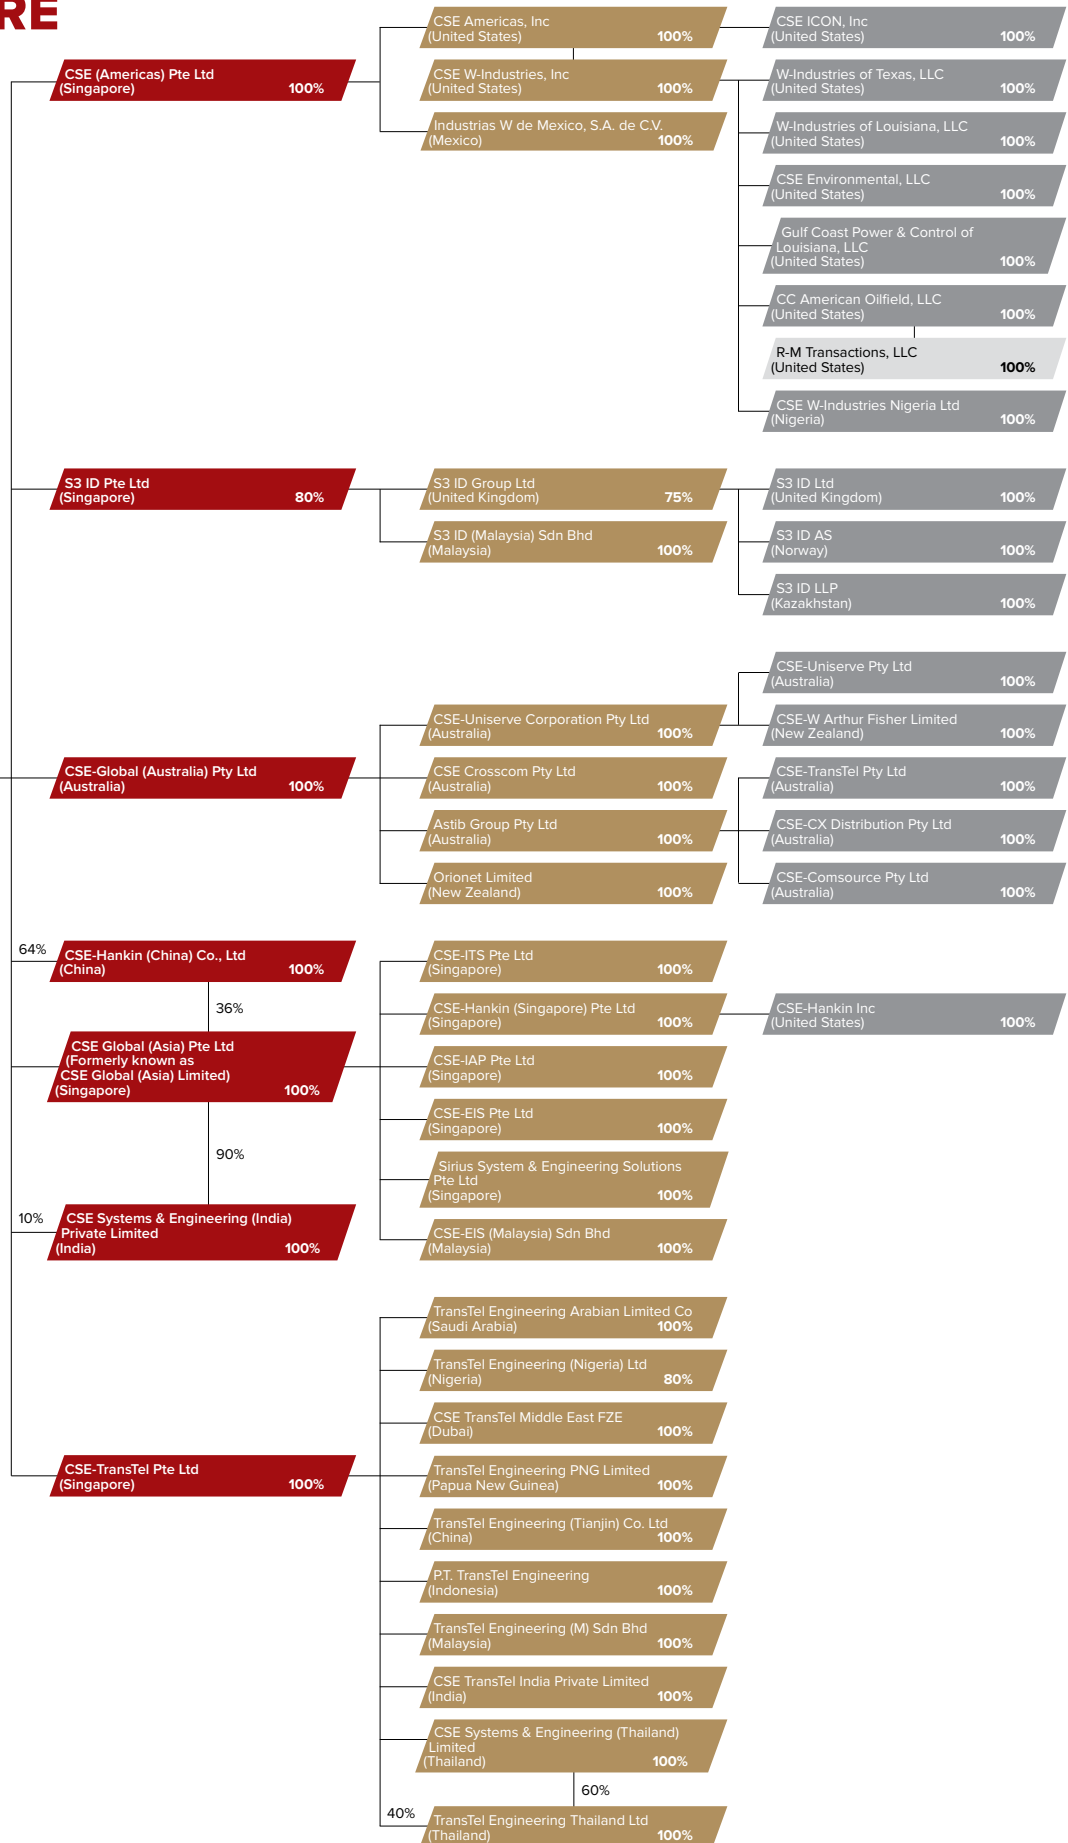 RE
CSE (Americas) Pte Ltd
(Singapore) 100%
CSE Americas, Inc
(United States) 100%
CSE W-Industries, Inc
(United States) 100%
Industrias W de Mexico, S.A. de C.V.
(Mexico) 100%
CSE ICON, Inc
(United States) 100%
W-Industries of Texas, LLC
(United States) 100%
W-Industries of Louisiana, LLC
(United States) 100%
CSE Environmental, LLC
(United States) 100%
Gulf Coast Power & Control of
Louisiana, LLC
(United States) 100%
CC American Oilfield, LLC
(United States) 100%
R-M Transactions, LLC
(United States) 100%
CSE W-Industries Nigeria Ltd
(Nigeria) 100%
S3 ID Pte Ltd
(Singapore) 80%
S3 ID Group Ltd
(United Kingdom) 75%
S3 ID (Malaysia) Sdn Bhd
(Malaysia) 100%
S3 ID Ltd
(United Kingdom) 100%
S3 ID AS
(Norway) 100%
S3 ID LLP
(Kazakhstan) 100%
CSE-Global (Australia) Pty Ltd
(Australia) 100%
CSE-Uniserve Corporation Pty Ltd
(Australia) 100%
CSE Crosscom Pty Ltd
(Australia) 100%
Astib Group Pty Ltd
(Australia) 100%
Orionet Limited
(New Zealand) 100%
CSE-Uniserve Pty Ltd
(Australia) 100%
CSE-W Arthur Fisher Limited
(New Zealand) 100%
CSE-TransTel Pty Ltd
(Australia) 100%
CSE-CX Distribution Pty Ltd
(Australia) 100%
CSE-Comsource Pty Ltd
(Australia) 100%
64%
CSE-Hankin (China) Co., Ltd
(China) 100%
36%
CSE Global (Asia) Pte Ltd
(Formerly known as
CSE Global (Asia) Limited)
(Singapore) 100%
90%
10%
CSE Systems & Engineering (India)
Private Limited
(India) 100%
CSE-ITS Pte Ltd
(Singapore) 100%
CSE-Hankin (Singapore) Pte Ltd
(Singapore) 100%
CSE-IAP Pte Ltd
(Singapore) 100%
CSE-EIS Pte Ltd
(Singapore) 100%
Sirius System & Engineering Solutions
Pte Ltd
(Singapore) 100%
CSE-EIS (Malaysia) Sdn Bhd
(Malaysia) 100%
CSE-Hankin Inc
(United States) 100%
CSE-TransTel Pte Ltd
(Singapore) 100%
TransTel Engineering Arabian Limited Co
(Saudi Arabia) 100%
TransTel Engineering (Nigeria) Ltd
(Nigeria) 80%
CSE TransTel Middle East FZE
(Dubai) 100%
TransTel Engineering PNG Limited
(Papua New Guinea) 100%
TransTel Engineering (Tianjin) Co. Ltd
(China) 100%
P.T. TransTel Engineering
(Indonesia) 100%
TransTel Engineering (M) Sdn Bhd
(Malaysia) 100%
CSE TransTel India Private Limited
(India) 100%
CSE Systems & Engineering (Thailand)
Limited
(Thailand) 100%
60%
40%
TransTel Engineering Thailand Ltd
(Thailand) 100%